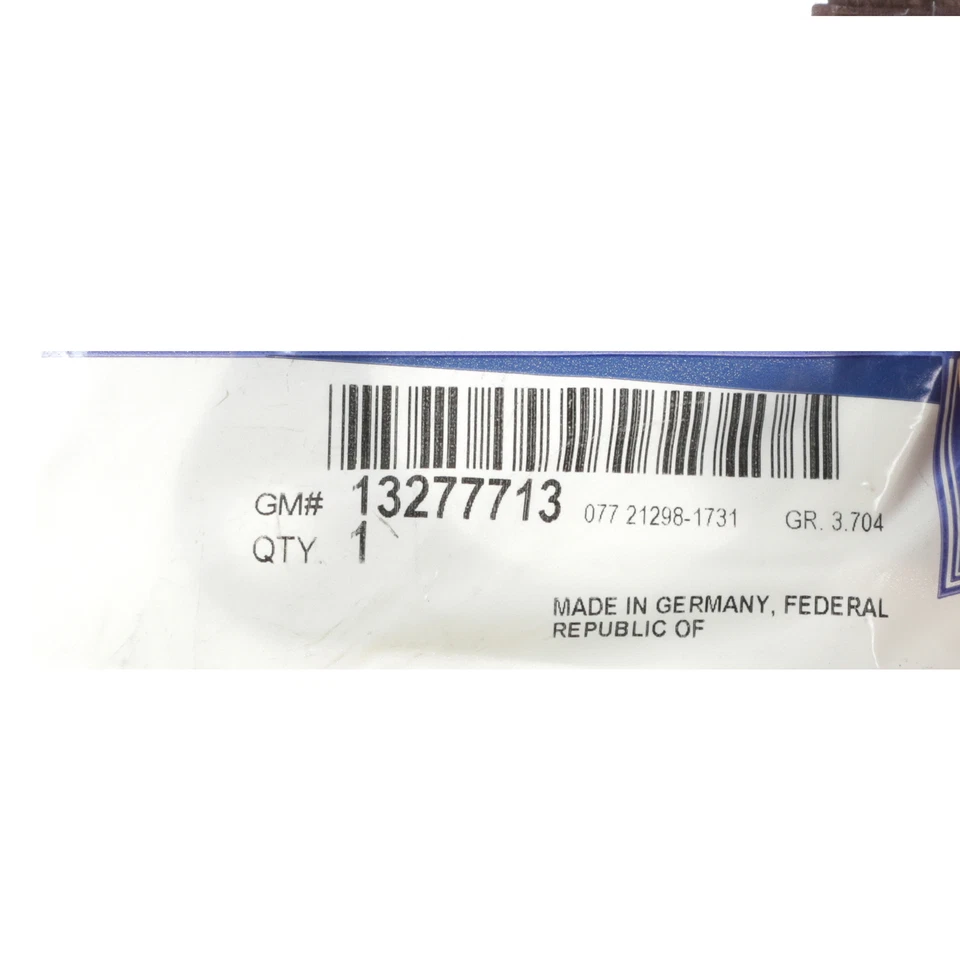 GM# 13277713 077 21298-1731 GR. 3.704
QTY. 1
MADE IN GERMANY, FEDERAL
REPUBLIC OF